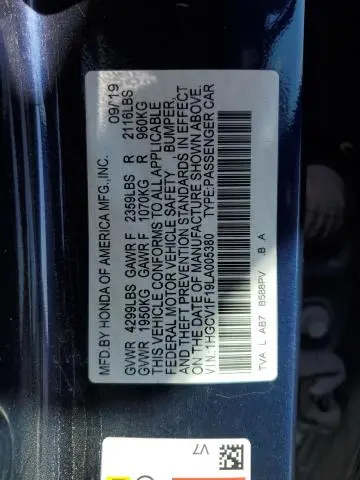 MFD.BY HONDA OF AMERICA MFG.,INC. 09/19
GVWR 4299LBS GAWR F 2359LBS R 2116LBS
GVWR 1950KG GAWR F 1070KG R 960KG
THIS VEHICLE CONFORMS TO ALL APPLICABLE
FEDERAL MOTOR VEHICLE SAFETY , BUMPER,
AND THEFT PREVENTION STANDARDS IN EFFECT
ON THE DATE OF MANUFACTURE SHOWN ABOVE.
V.I.N.:1HGCV1F19LA005380 TYPE:PASSENGER CAR
TVA L AB7 B588PV .B .A
V7